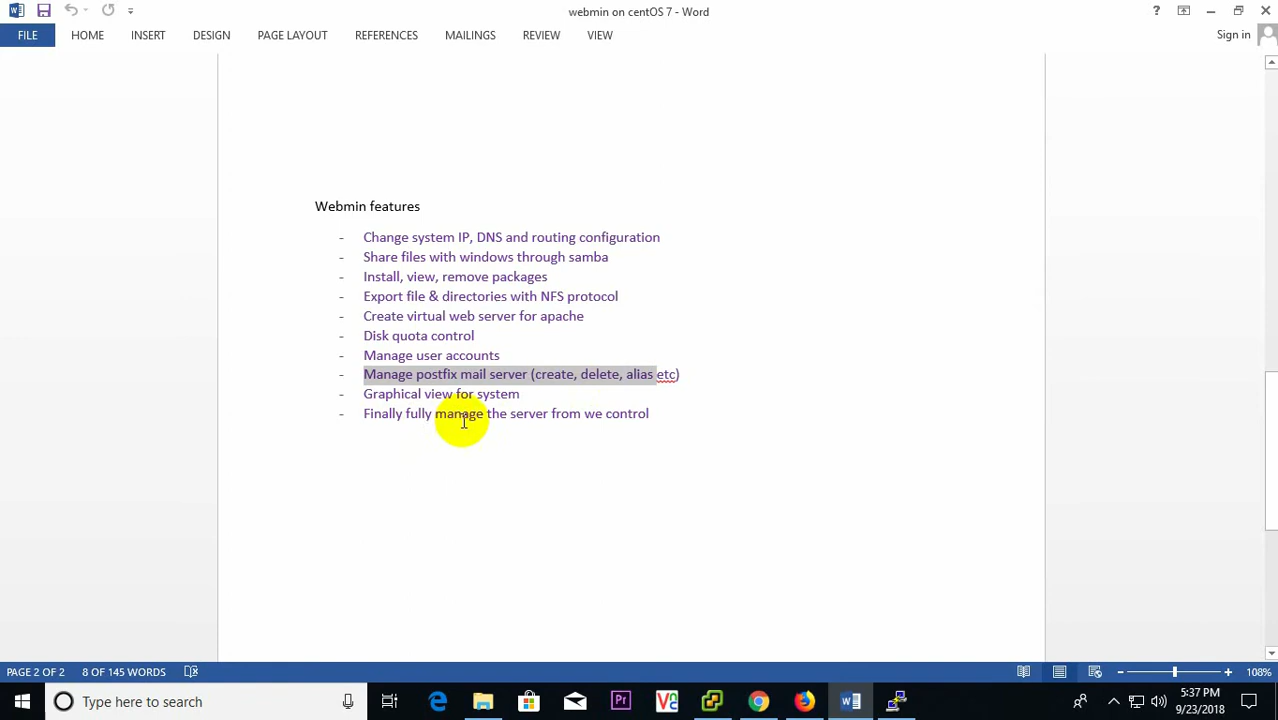 webmin on centOS 7 - Word
?
FILE HOME INSERT DESIGN PAGE LAYOUT REFERENCES MAILINGS REVIEW VIEW Sign in
Webmin features
- Change system IP, DNS and routing configuration
- Share files with windows through samba
- Install, view, remove packages
- Export file & directories with NFS protocol
- Create virtual web server for apache
- Disk quota control
- Manage user accounts
- Manage postfix mail server (create, delete, alias etc)
- Graphical view for system
- Finally fully manage the server from we control
PAGE 2 OF 2 8 OF 145 WORDS 108%
Type here to search
5:37 PM
9/23/2018